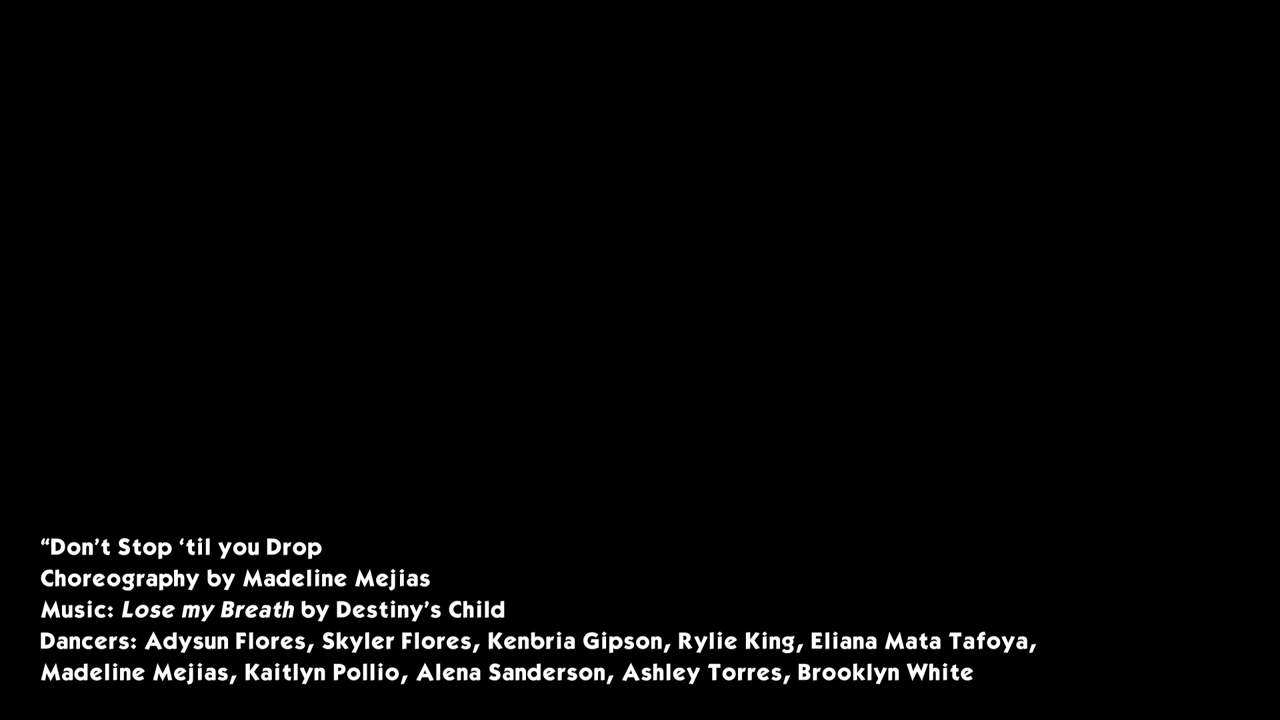 “Don’t Stop ‘til you Drop
Choreography by Madeline Mejias
Music: Lose my Breath by Destiny’s Child
Dancers: Adysun Flores, Skyler Flores, Kenbria Gipson, Rylie King, Eliana Mata Tafoya,
Madeline Mejias, Kaitlyn Pollio, Alena Sanderson, Ashley Torres, Brooklyn White